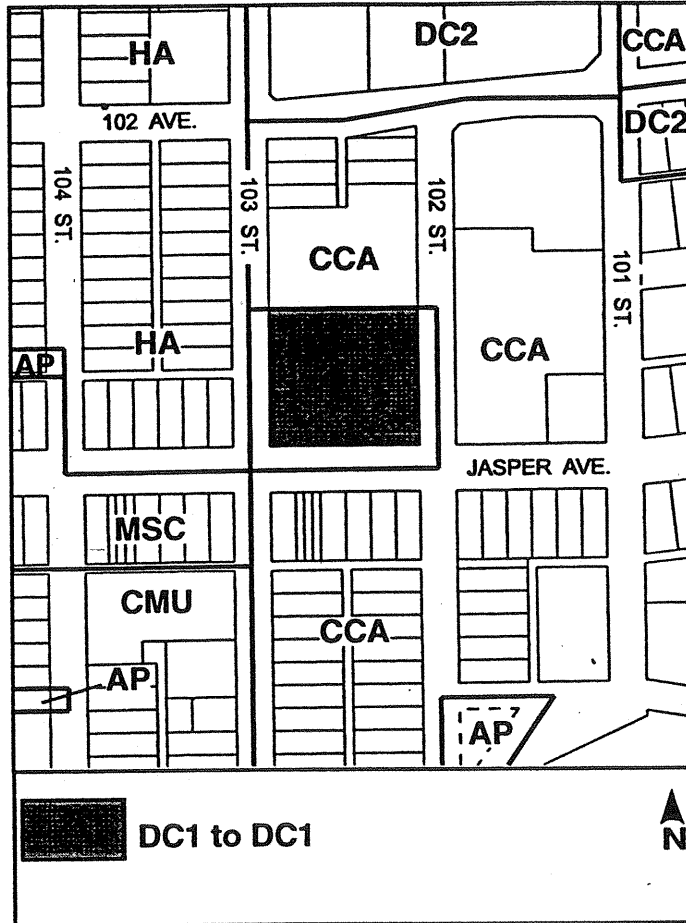 DC2
CCA
HA
DC2
102 AVE.
104 ST.
103 ST.
102 ST.
101 ST.
CCA
HA
CCA
AP
JASPER AVE.
MSC
CMU
CCA
AP
AP
DC1 to DC1
N